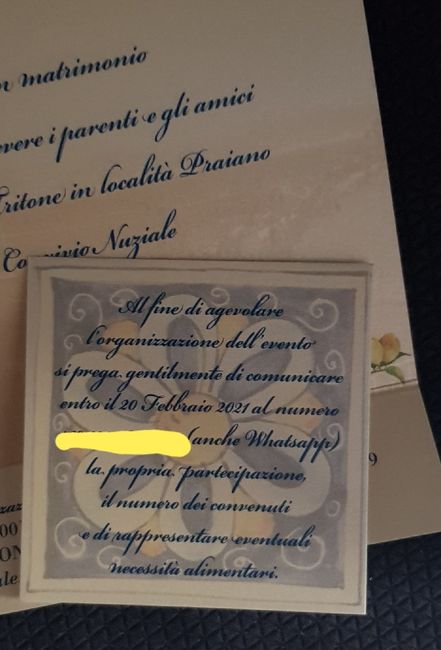 matrimonio
i parenti e gli amici
Tritone in località Praiano
Nuziale
Al fine di agevolare
l'organizzazione dell'evento
si prega gentilmente di comunicare
entro il 20 Febbraio 2021 al numero
(anche Whatsapp)
la propria partecipazione,
il numero dei convenuti
e di rappresentare eventuali
necessità alimentari.
9